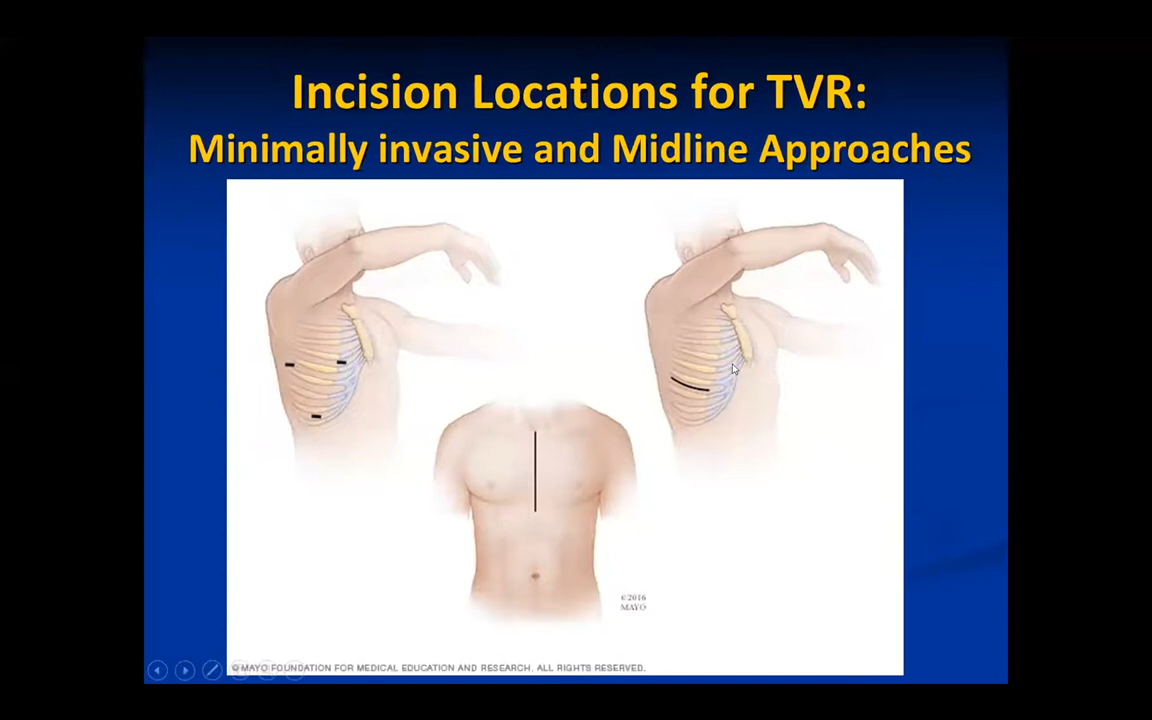 Incision Locations for TVR:
Minimally invasive and Midline Approaches
©2016
MAYO
©MAYO FOUNDATION FOR MEDICAL EDUCATION AND RESEARCH. ALL RIGHTS RESERVED.